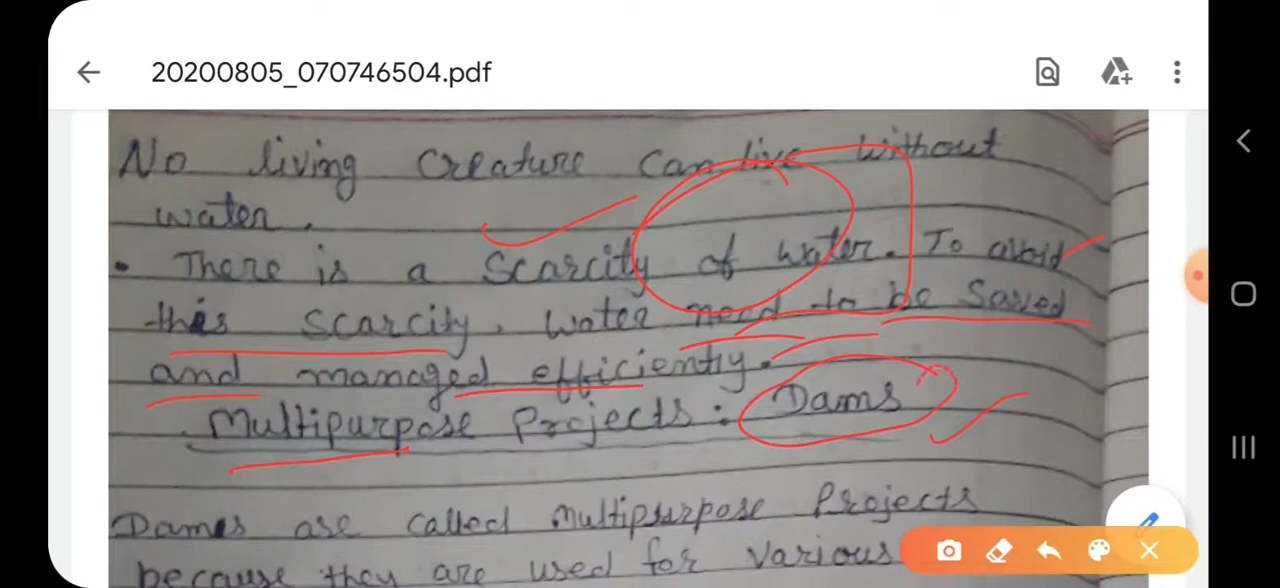 20200805_070746504.pdf
No living creature can live without
water.
• There is a scarcity of water. To avoid
this scarcity, water need to be saved
and managed efficiently.
Multipurpose Projects: Dams
Dames are called multipurpose Projects
because they are used for various